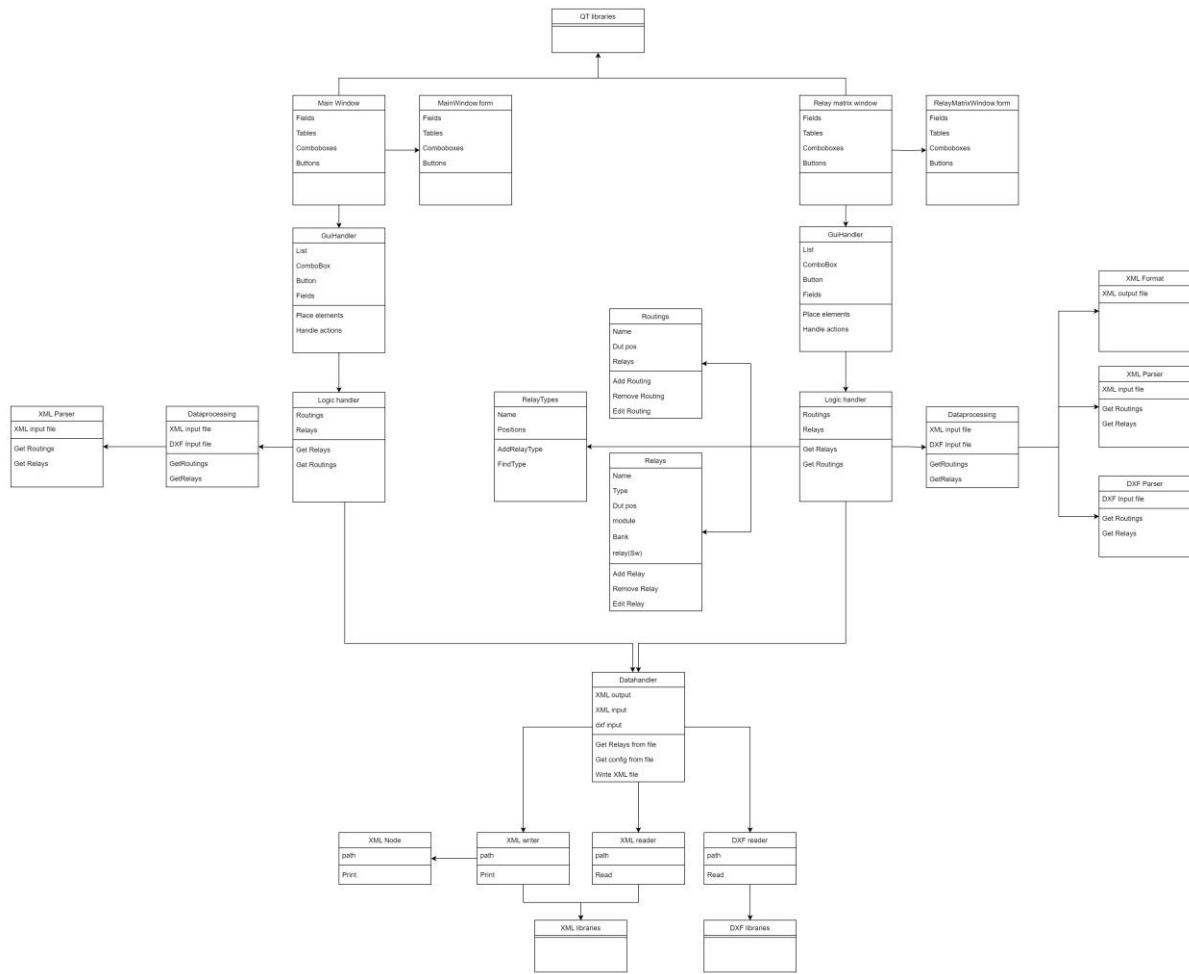 QT libraries
Main Window
Fields
Tables
Comboboxes
Buttons
MainWindow.form
Fields
Tables
Comboboxes
Buttons
Relay matrix window
Fields
Tables
Comboboxes
Buttons
RelayMatrixWindow.form
Fields
Tables
Comboboxes
Buttons
GuiHandler
List
ComboBox
Button
Fields
Place elements
Handle actions
GuiHandler
List
ComboBox
Button
Fields
Place elements
Handle actions
XML Format
XML output file
Routings
Name
Dut pos
Relays
Add Routing
Remove Routing
Edit Routing
XML Parser
XML input file
Get Routings
Get Relays
Dataprocessing
XML input file
DXF Input file
GetRoutings
GetRelays
Logic handler
Routings
Relays
Get Relays
Get Routings
RelayTypes
Name
Positions
AddRelayType
FindType
Relays
Name
Type
Dut pos
module
Bank
relay(Sw)
Add Relay
Remove Relay
Edit Relay
Logic handler
Routings
Relays
Get Relays
Get Routings
Dataprocessing
XML input file
DXF Input file
GetRoutings
GetRelays
XML Parser
XML input file
Get Routings
Get Relays
DXF Parser
DXF Input file
Get Routings
Get Relays
Datahandler
XML output
XML input
dxf input
Get Relays from file
Get config from file
Write XML file
XML Node
path
Print
XML writer
path
Print
XML reader
path
Read
DXF reader
path
Read
XML libraries
DXF libraries